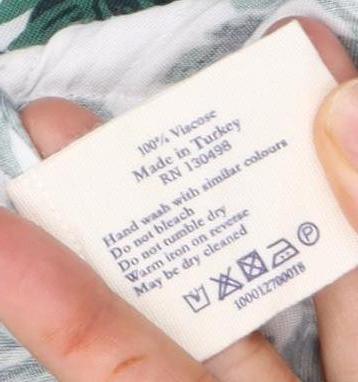 100% Viscose
Made in Turkey
RN 130498
Hand wash with similar colours
Do not bleach
Do not tumble dry
Warm iron on reverse
May be dry cleaned
P
100012700018